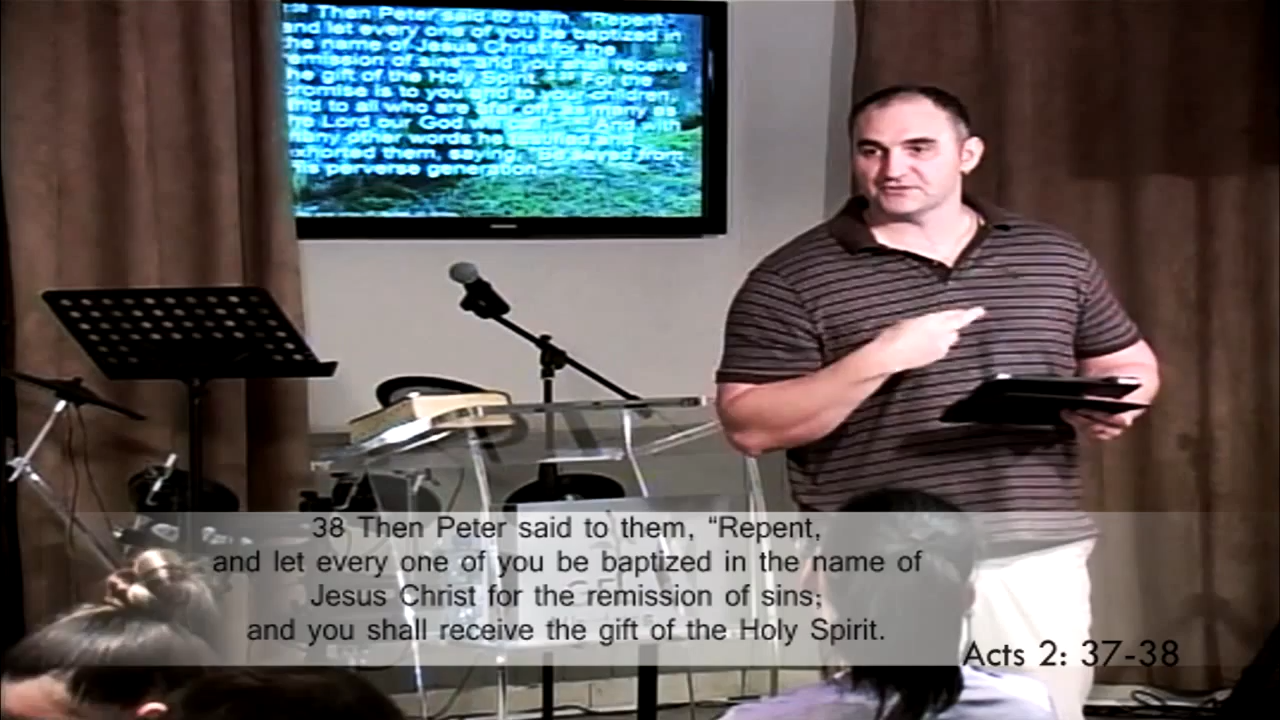 38 Then Peter said to them, "Repent,
and let every one of you be baptized in
the name of Jesus Christ for the
remission of sins; and you shall receive
the gift of the Holy Spirit. For the
promise is to you and to your children,
and to all who are afar off, as many as
the Lord our God will And with
many other words he testified and
exhorted them, saying, "Be saved from
this perverse generation."
38 Then Peter said to them, “Repent,
and let every one of you be baptized in the name of
Jesus Christ for the remission of sins;
and you shall receive the gift of the Holy Spirit.
Acts 2: 37-38